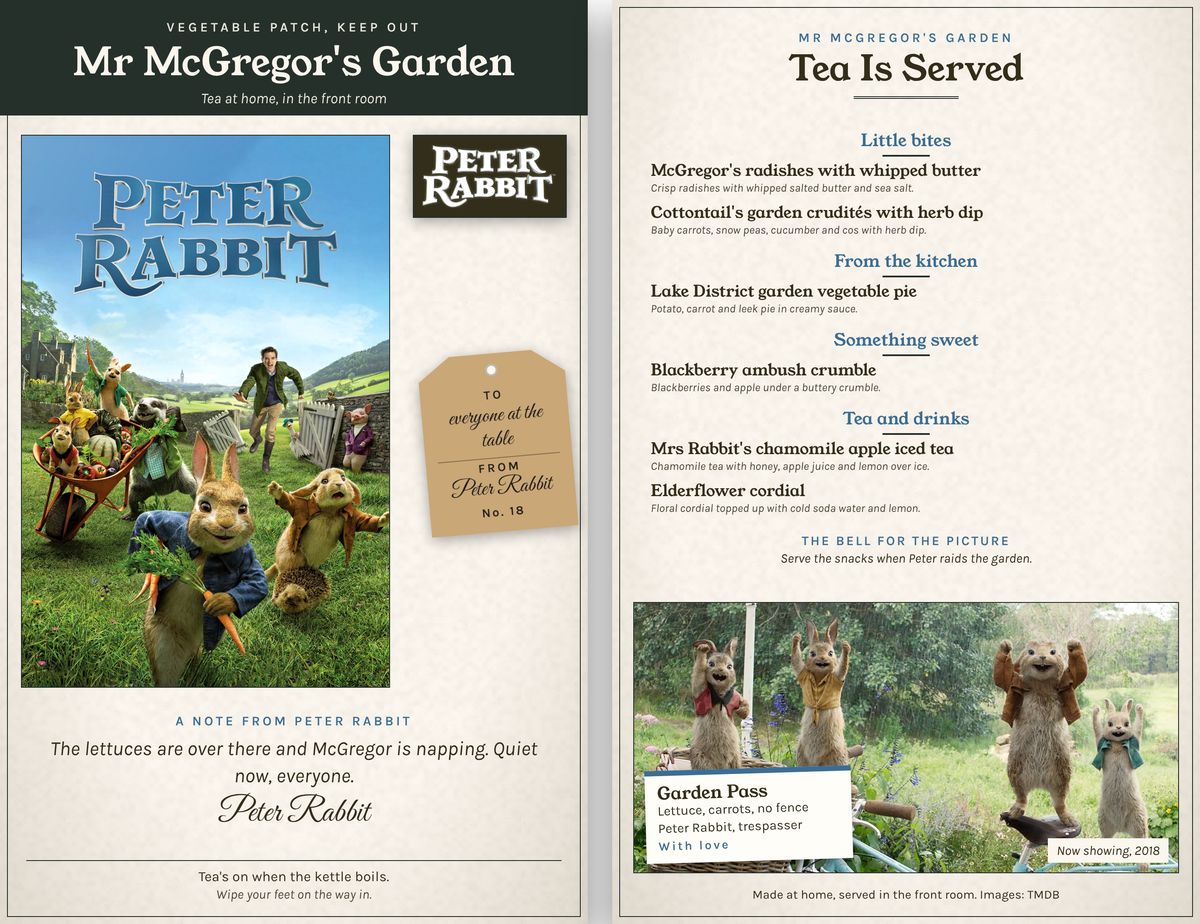 VEGETABLE PATCH, KEEP OUT
Mr McGregor's Garden
Tea at home, in the front room
PETER
RABBIT
PETER
RABBIT
TO
everyone at the
table
FROM
Peter Rabbit
No. 18
A NOTE FROM PETER RABBIT
The lettuces are over there and McGregor is napping. Quiet
now, everyone.
Peter Rabbit
Tea's on when the kettle boils.
Wipe your feet on the way in.
MR MCGREGOR'S GARDEN
Tea Is Served
Little bites
McGregor's radishes with whipped butter
Crisp radishes with whipped salted butter and sea salt.
Cottontail's garden crudités with herb dip
Baby carrots, snow peas, cucumber and cos with herb dip.
From the kitchen
Lake District garden vegetable pie
Potato, carrot and leek pie in creamy sauce.
Something sweet
Blackberry ambush crumble
Blackberries and apple under a buttery crumble.
Tea and drinks
Mrs Rabbit's chamomile apple iced tea
Chamomile tea with honey, apple juice and lemon over ice.
Elderflower cordial
Floral cordial topped up with cold soda water and lemon.
THE BELL FOR THE PICTURE
Serve the snacks when Peter raids the garden.
Garden Pass
Lettuce, carrots, no fence
Peter Rabbit, trespasser
With love
Now showing, 2018
Made at home, served in the front room. Images: TMDB